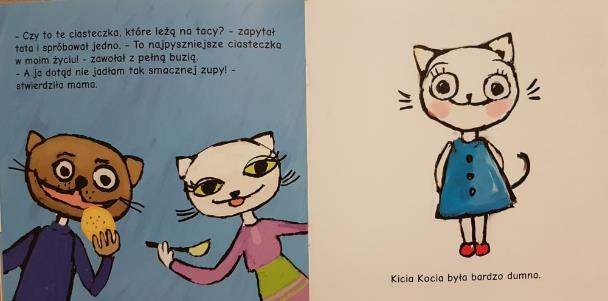 - Czy to te ciasteczka, które leżą na tacy? - zapytał
tata i spróbował jedno. - To najpyszniejsze ciasteczka
w moim życiu! - zawołał z pełną buzią.
- A ja dotąd nie jadłam tak smacznej zupy! -
stwierdziła mama.
Kicia Kocia była bardzo dumna.